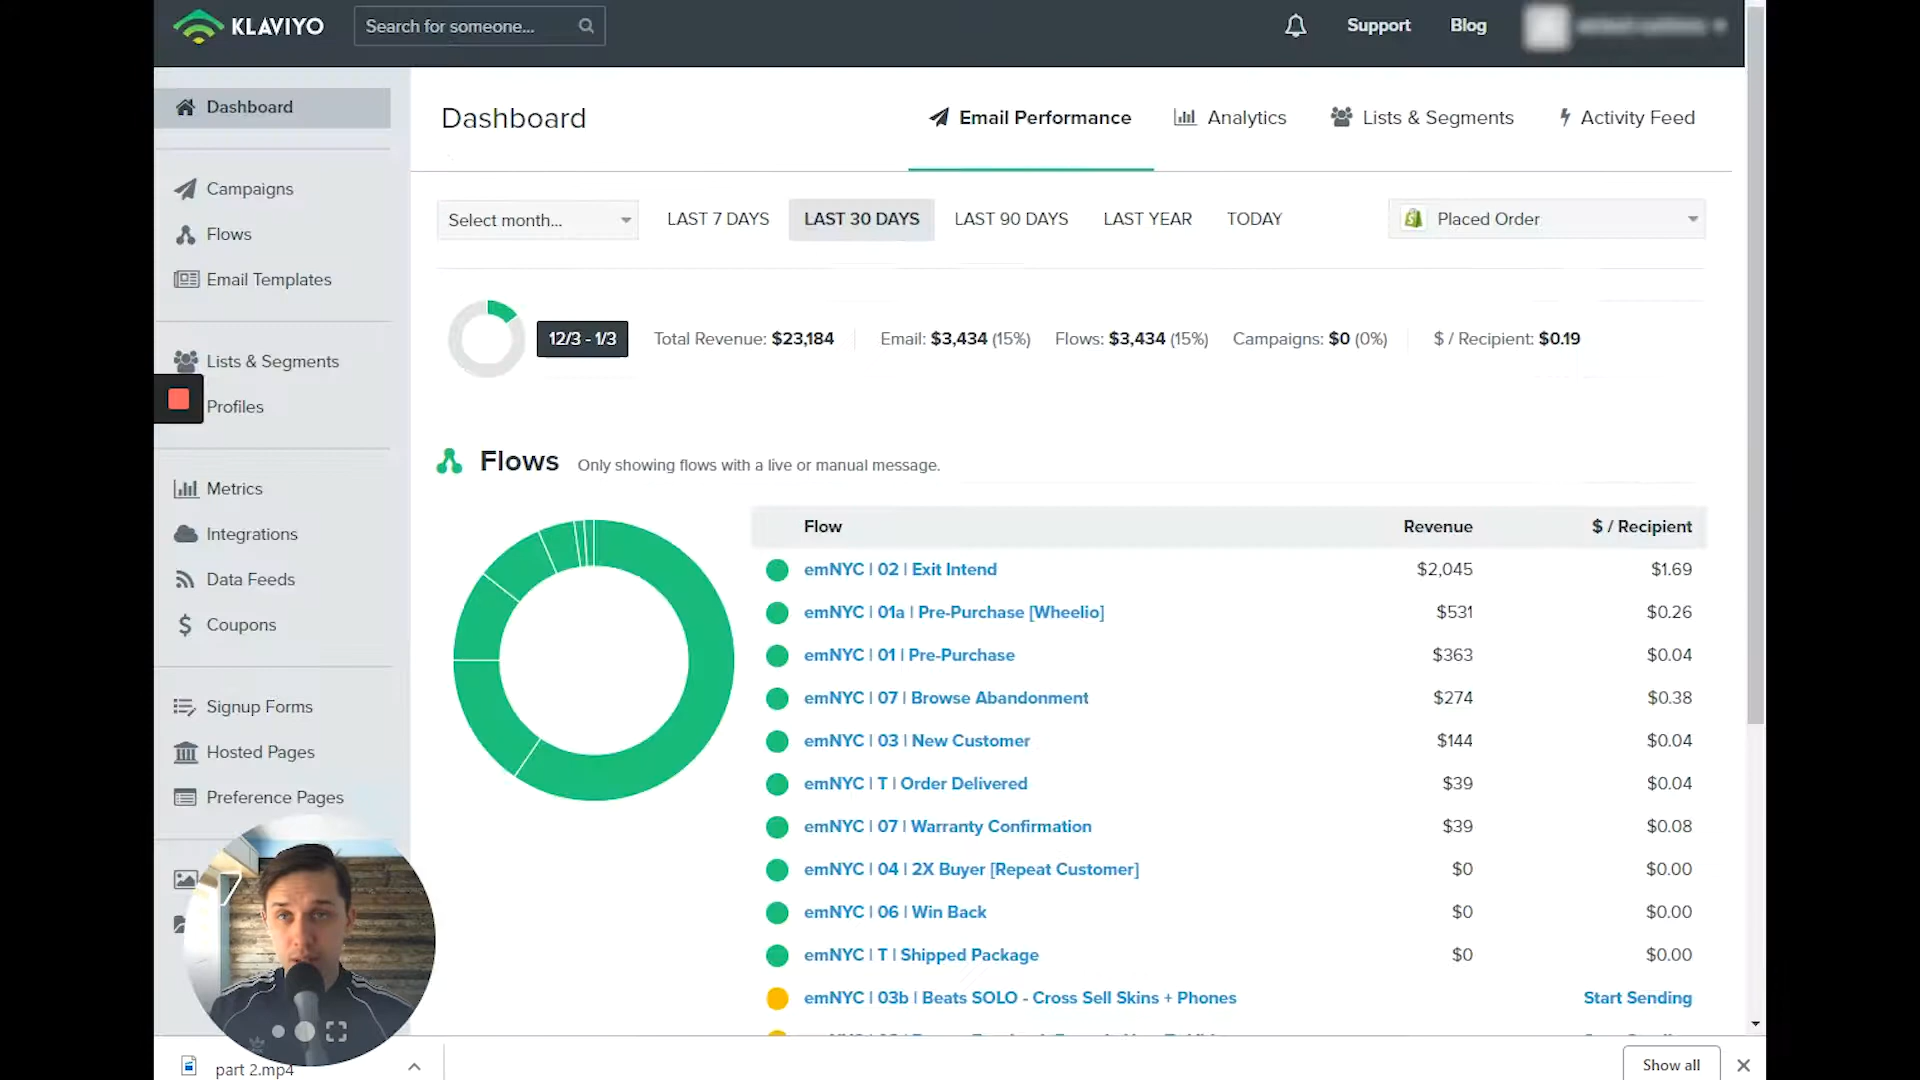 KLAVIYO
Search for someone...
Support
Blog
Dashboard
Campaigns
Flows
Email Templates
Lists & Segments
Profiles
Metrics
Integrations
Data Feeds
Coupons
Signup Forms
Hosted Pages
Preference Pages
Dashboard
Email Performance
Analytics
Lists & Segments
Activity Feed
Select month...
LAST 7 DAYS
LAST 30 DAYS
LAST 90 DAYS
LAST YEAR
TODAY
Placed Order
12/3 - 1/3
Total Revenue: $23,184
Email: $3,434 (15%)
Flows: $3,434 (15%)
Campaigns: $0 (0%)
$ / Recipient: $0.19
Flows
Only showing flows with a live or manual message.
Flow Revenue $ / Recipient
emNYC | 02 | Exit Intend $2,045 $1.69
emNYC | 01a | Pre-Purchase [Wheelio] $531 $0.26
emNYC | 01 | Pre-Purchase $363 $0.04
emNYC | 07 | Browse Abandonment $274 $0.38
emNYC | 03 | New Customer $144 $0.04
emNYC | T | Order Delivered $39 $0.04
emNYC | 07 | Warranty Confirmation $39 $0.08
emNYC | 04 | 2X Buyer [Repeat Customer] $0 $0.00
emNYC | 06 | Win Back $0 $0.00
emNYC | T | Shipped Package $0 $0.00
emNYC | 03b | Beats SOLO - Cross Sell Skins + Phones Start Sending
part 2.mp4
Show all